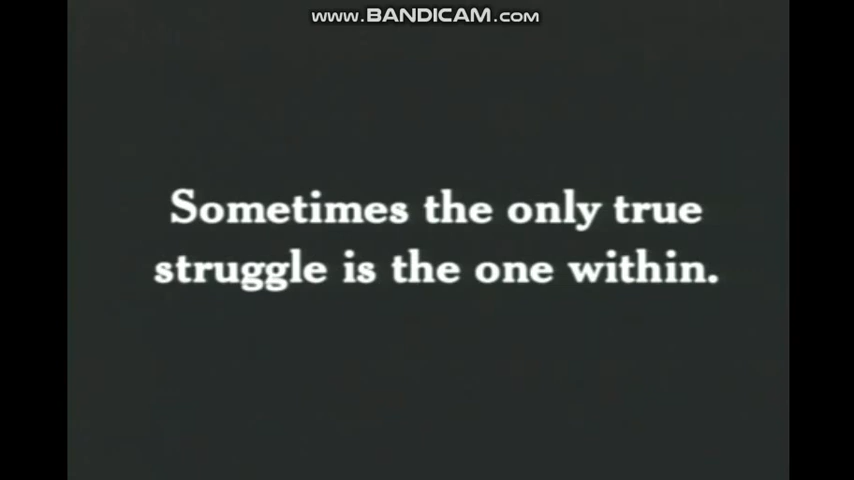 www.BANDICAM.com
Sometimes the only true
struggle is the one within.